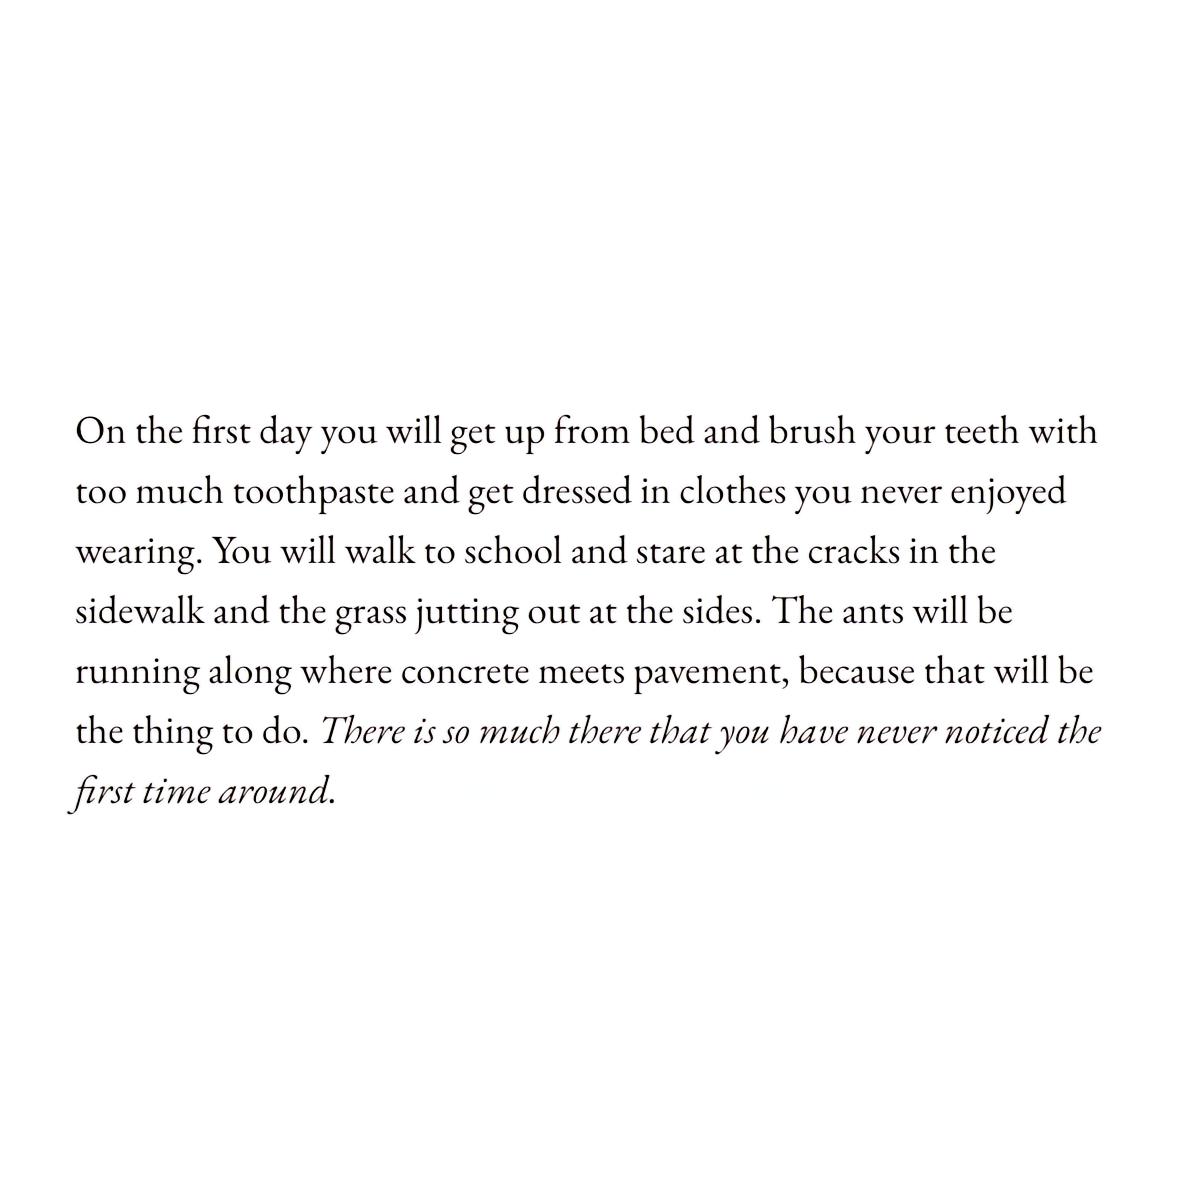 On the first day you will get up from bed and brush your teeth with
too much toothpaste and get dressed in clothes you never enjoyed
wearing. You will walk to school and stare at the cracks in the
sidewalk and the grass jutting out at the sides. The ants will be
running along where concrete meets pavement, because that will be
the thing to do. There is so much there that you have never noticed the
first time around.